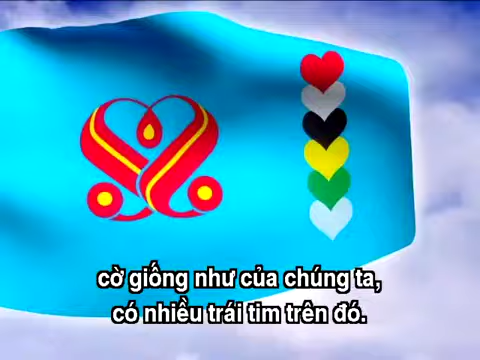 cờ giống như của chúng ta,
có nhiều trái tim trên đó.